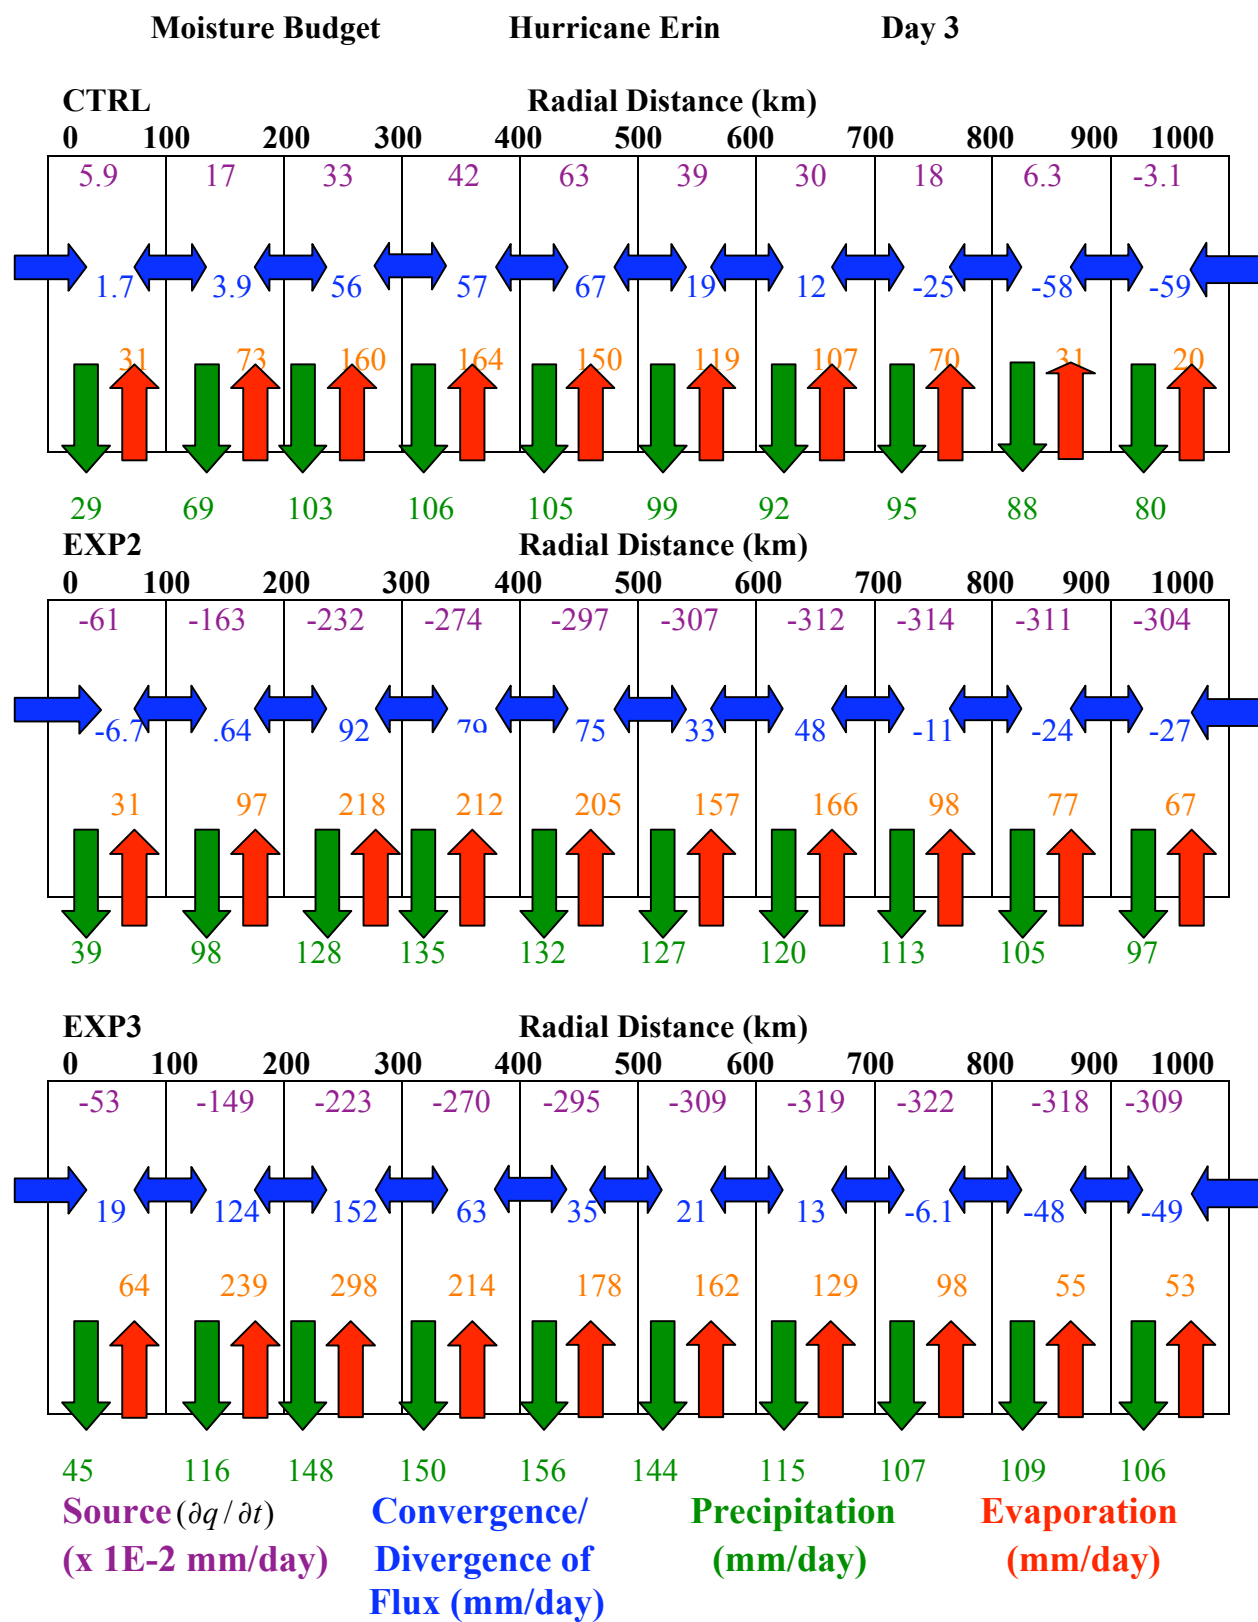 Moisture Budget Hurricane Erin Day 3
CTRL Radial Distance (km)
0 100 200 300 400 500 600 700 800 900 1000
5.9 17 33 42 63 39 30 18 6.3 -3.1
1.7 3.9 56 57 67 19 12 -25 -58 -59
31 73 160 164 150 119 107 70 31 20
29 69 103 106 105 99 92 95 88 80
EXP2 Radial Distance (km)
0 100 200 300 400 500 600 700 800 900 1000
-61 -163 -232 -274 -297 -307 -312 -314 -311 -304
-6.7 .64 92 79 75 33 48 -11 -24 -27
31 97 218 212 205 157 166 98 77 67
39 98 128 135 132 127 120 113 105 97
EXP3 Radial Distance (km)
0 100 200 300 400 500 600 700 800 900 1000
-53 -149 -223 -270 -295 -309 -319 -322 -318 -309
19 124 152 63 35 21 13 -6.1 -48 -49
64 239 298 214 178 162 129 98 55 53
45 116 148 150 156 144 115 107 109 106
Source (∂q / ∂t) Convergence/ Precipitation Evaporation
(x 1E-2 mm/day) Divergence of (mm/day) (mm/day)
Flux (mm/day)